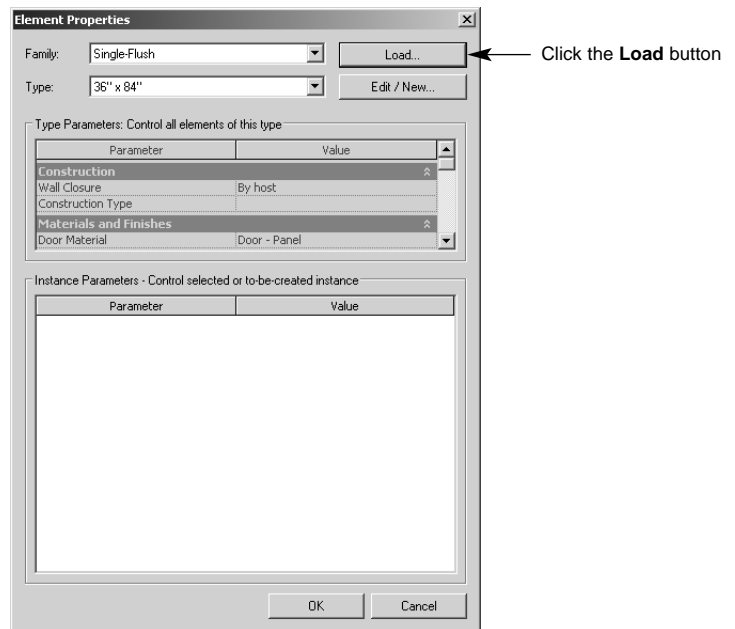 Element Properties
Family: Single-Flush Load... Click the Load button
Type: 36" x 84" Edit / New...
Type Parameters: Control all elements of this type
Parameter Value
Construction
Wall Closure By host
Construction Type
Materials and Finishes
Door Material Door - Panel
Instance Parameters - Control selected or to-be-created instance
Parameter Value
OK Cancel